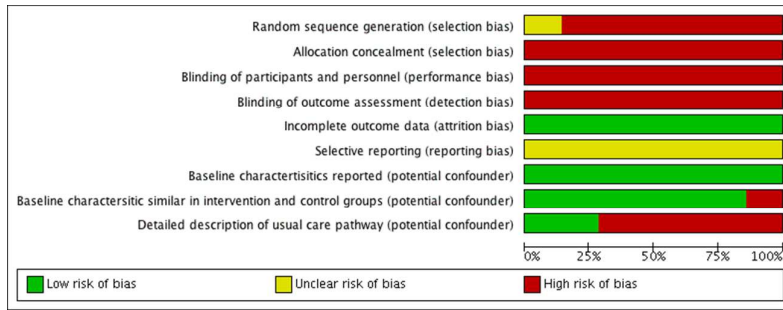 Random sequence generation (selection bias)
Allocation concealment (selection bias)
Blinding of participants and personnel (performance bias)
Blinding of outcome assessment (detection bias)
Incomplete outcome data (attrition bias)
Selective reporting (reporting bias)
Baseline charactertisitics reported (potential confounder)
Baseline charactersitic similar in intervention and control groups (potential confounder)
Detailed description of usual care pathway (potential confounder)
0% 25% 50% 75% 100%
Low risk of bias Unclear risk of bias High risk of bias